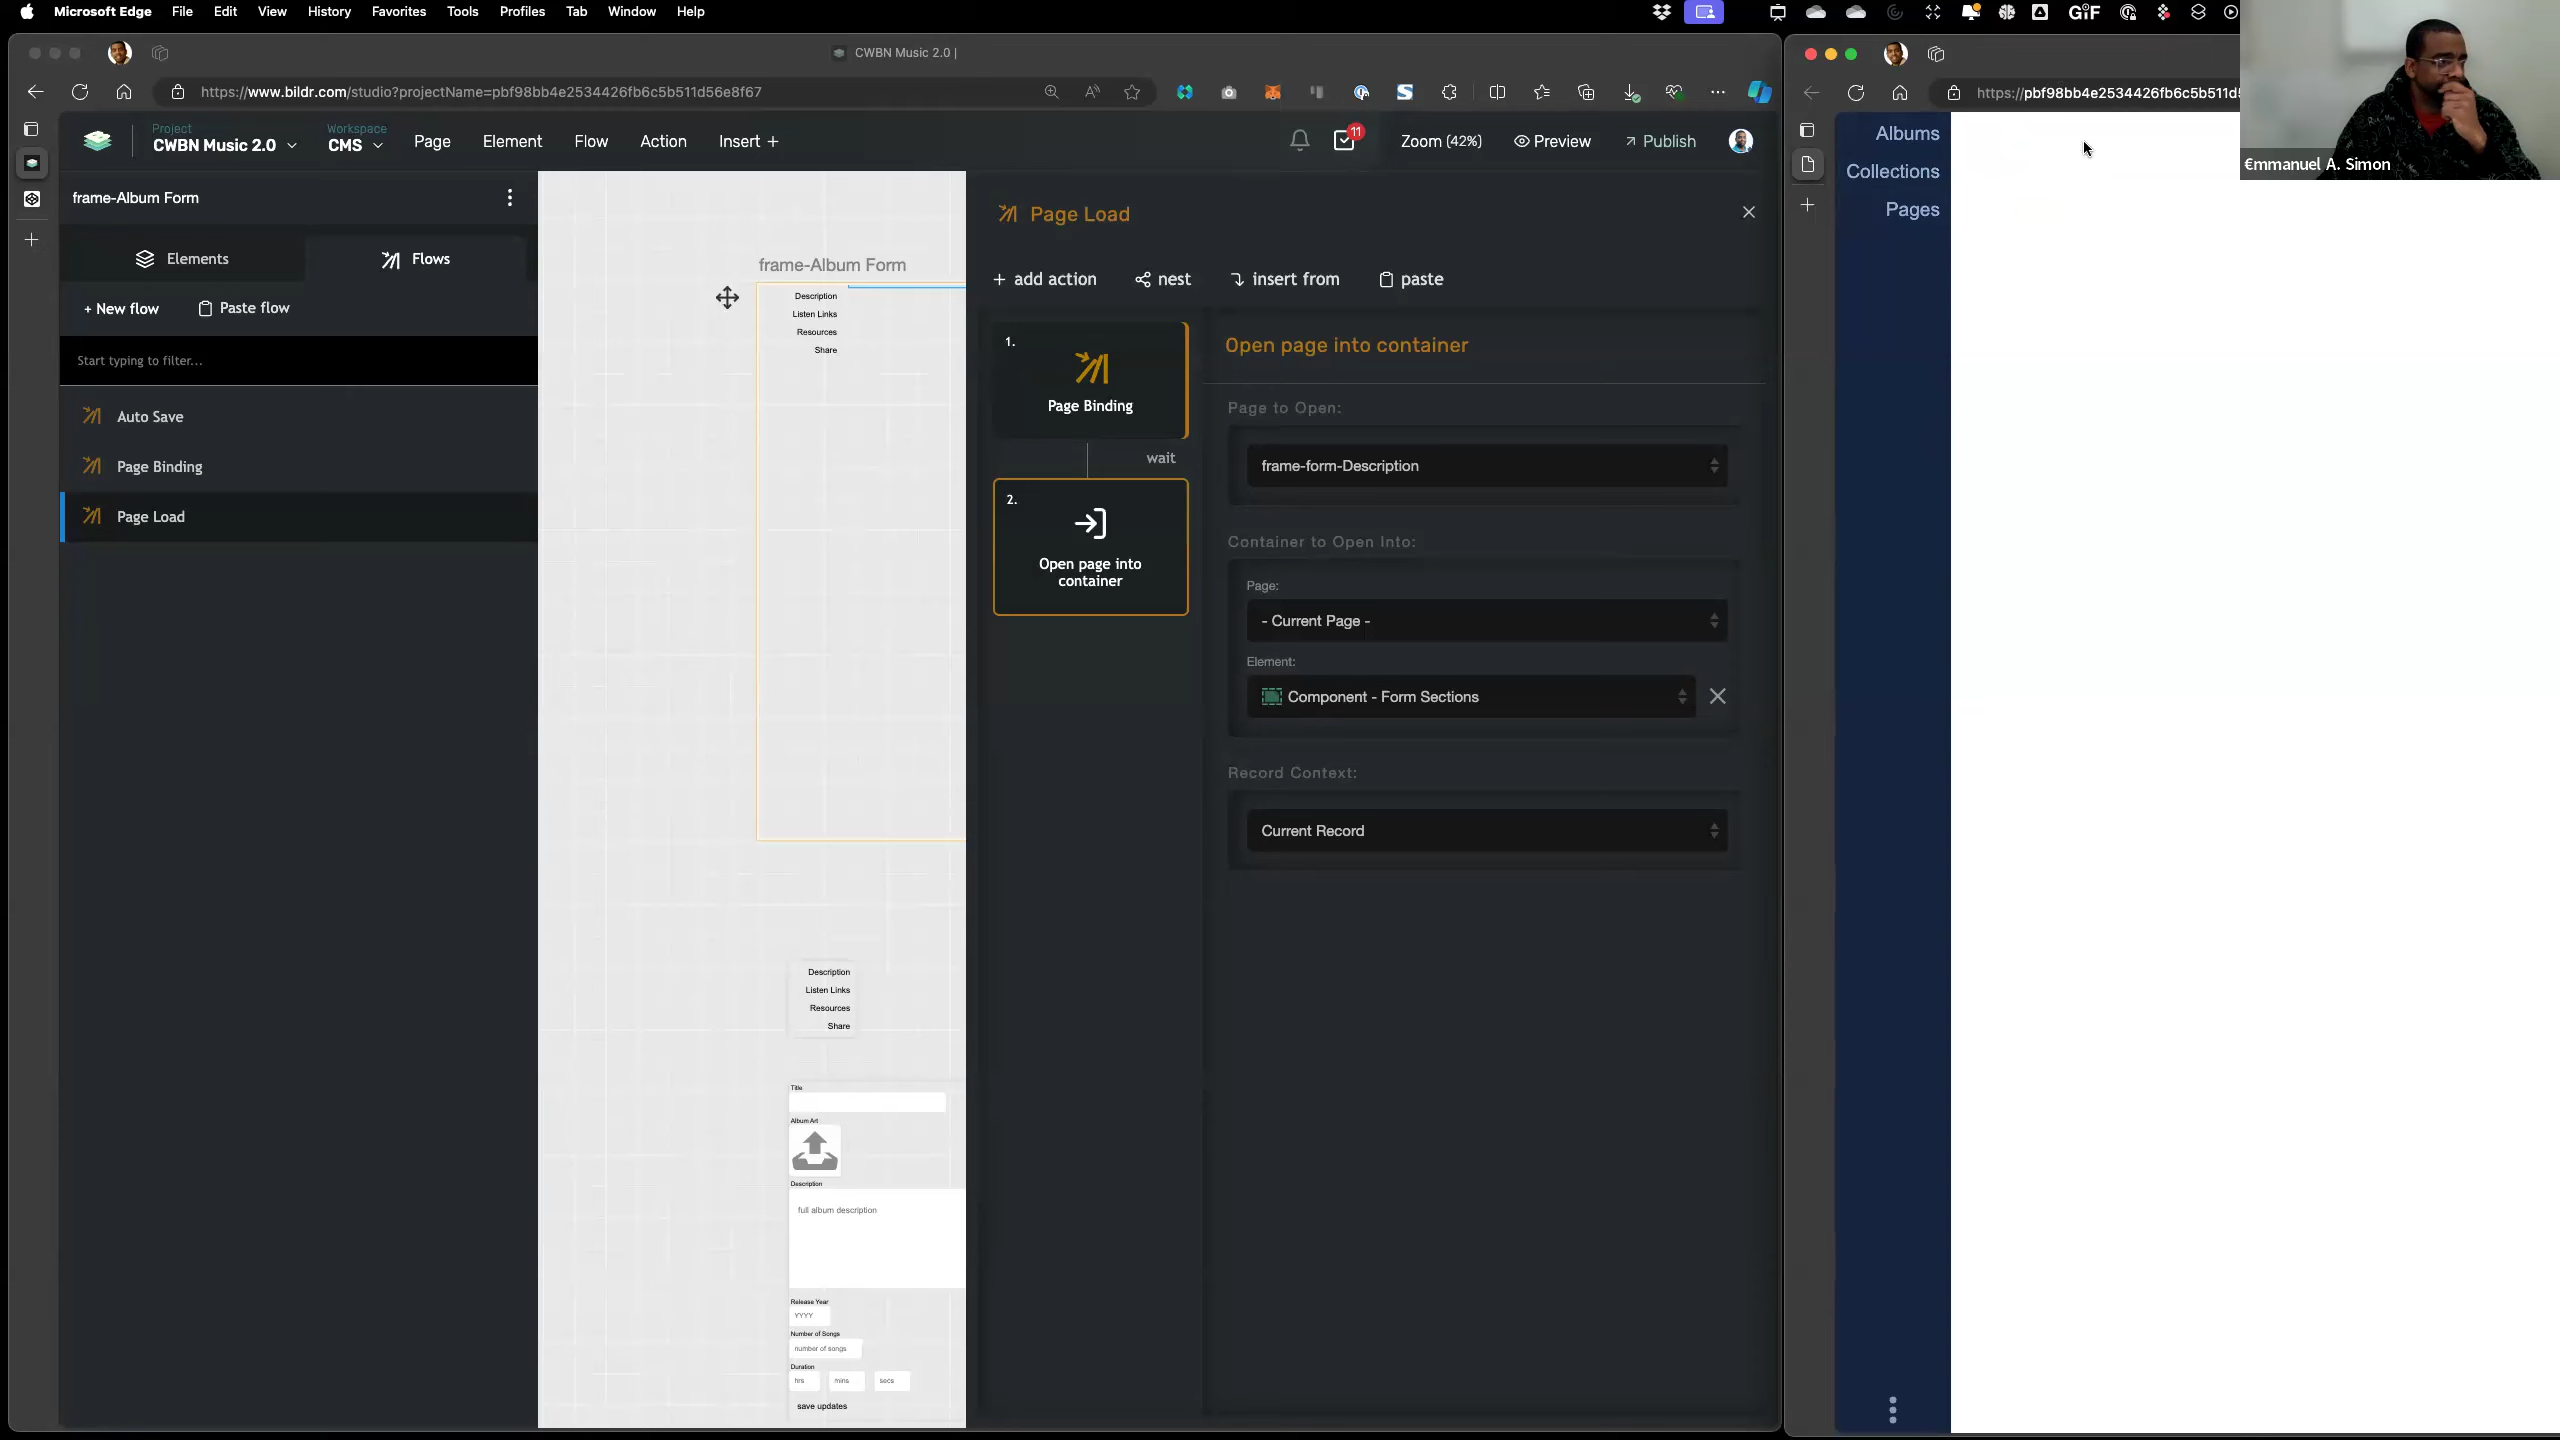 Microsoft Edge File Edit View History Favorites Tools Profiles Tab Window Help
GIF
CWBN Music 2.0 |
https://www.bildr.com/studio?projectName=pbf98bb4e2534426fb6c5b511d56e8f67
Project
CWBN Music 2.0
Workspace
CMS
Page Element Flow Action Insert +
11
Zoom (42%) Preview Publish
frame-Album Form
Elements Flows
+ New flow Paste flow
Start typing to filter...
Auto Save
Page Binding
Page Load
frame-Album Form
Description
Listen Links
Resources
Share
Description
Listen Links
Resources
Share
Title
Album Art
Description
full album description
Release Year
YYYY
Number of Songs
number of songs
Duration
hrs mins secs
save updates
Page Load
+ add action nest insert from paste
1.
Page Binding
wait
2.
Open page into
container
Open page into container
Page to Open:
frame-form-Description
Container to Open Into:
Page:
- Current Page -
Element:
Component - Form Sections
Record Context:
Current Record
https://pbf98bb4e2534426fb6c5b511d5
Albums
Collections
Pages
€mmanuel A. Simon